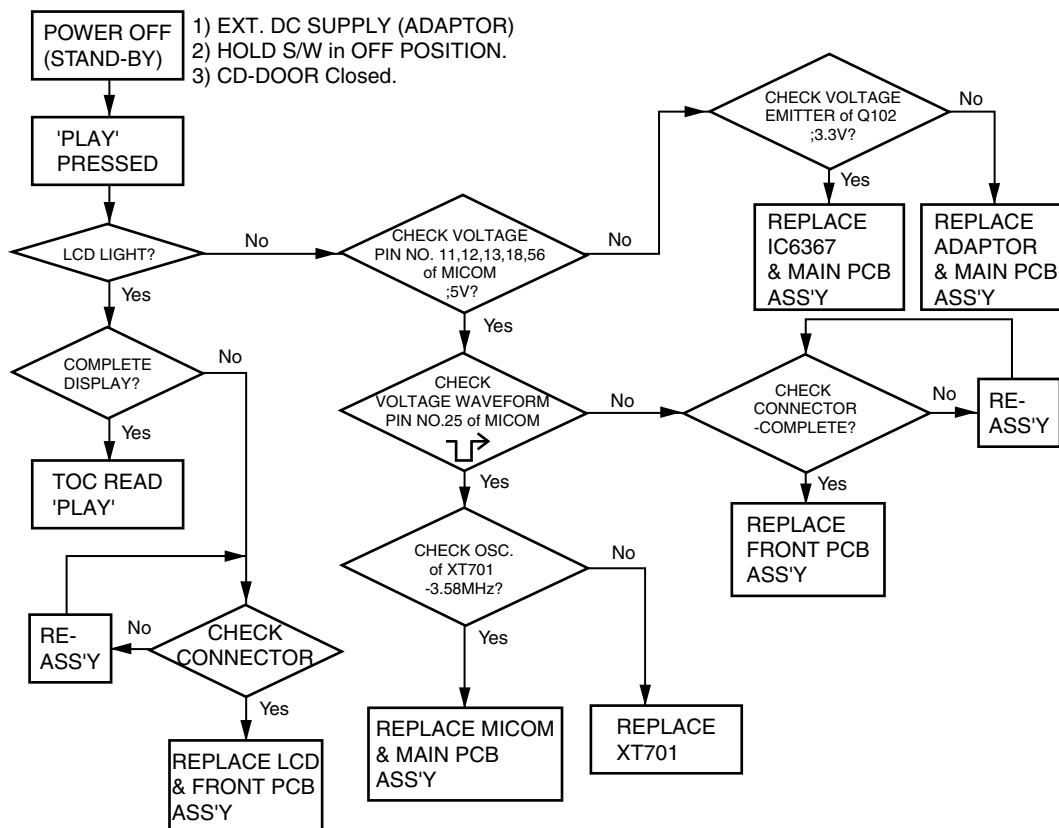 POWER OFF
(STAND-BY)
1) EXT. DC SUPPLY (ADAPTOR)
2) HOLD S/W in OFF POSITION.
3) CD-DOOR Closed.
'PLAY'
PRESSED
LCD LIGHT?
No
Yes
CHECK VOLTAGE
PIN NO. 11,12,13,18,56
of MICOM
;5V?
No
Yes
CHECK VOLTAGE
EMITTER of Q102
;3.3V?
No
Yes
REPLACE
IC6367
& MAIN PCB
ASS'Y
REPLACE
ADAPTOR
& MAIN PCB
ASS'Y
COMPLETE
DISPLAY?
No
Yes
TOC READ
'PLAY'
CHECK
VOLTAGE WAVEFORM
PIN NO.25 of MICOM
No
Yes
CHECK
CONNECTOR
-COMPLETE?
No
Yes
RE-
ASS'Y
REPLACE
FRONT PCB
ASS'Y
CHECK OSC.
of XT701
-3.58MHz?
No
Yes
RE-
ASS'Y
No
CHECK
CONNECTOR
Yes
REPLACE LCD
& FRONT PCB
ASS'Y
REPLACE MICOM
& MAIN PCB
ASS'Y
REPLACE
XT701